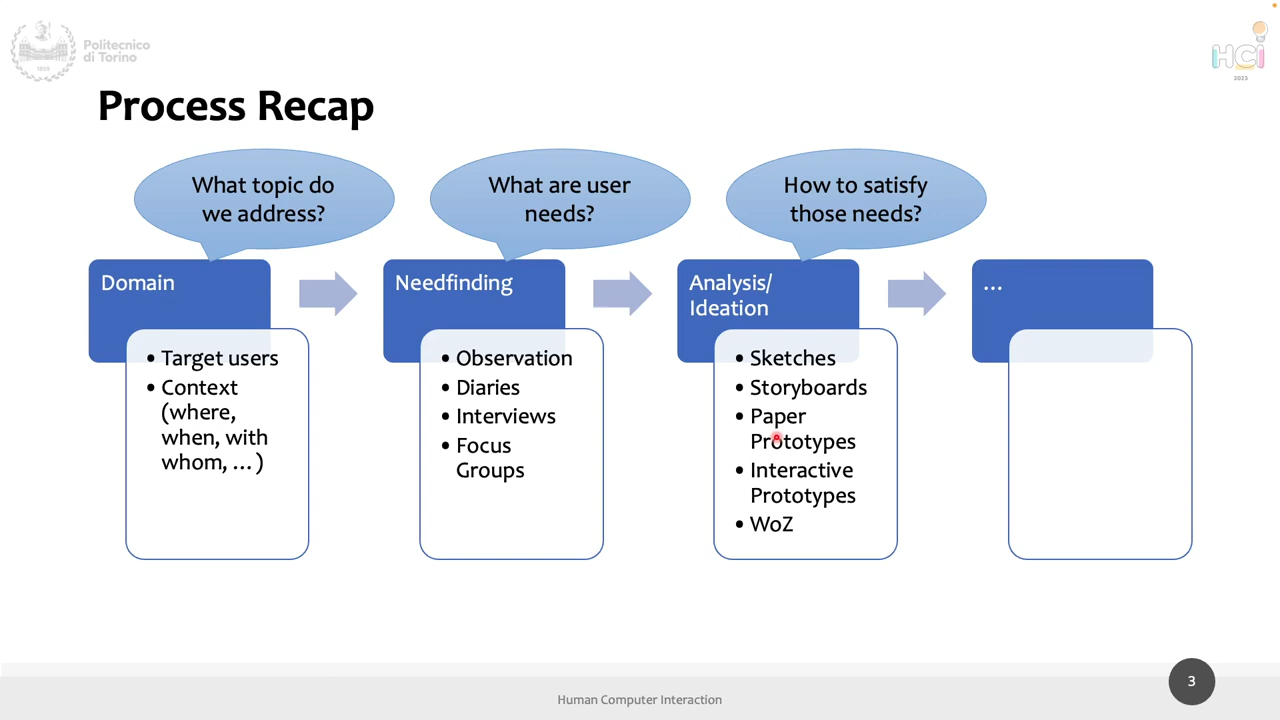 Politecnico
di Torino
1859
HCI
2023
Process Recap
What topic do
we address?
What are user
needs?
How to satisfy
those needs?
Domain
• Target users
• Context
(where,
when, with
whom, …)
Needfinding
• Observation
• Diaries
• Interviews
• Focus
Groups
Analysis/
Ideation
• Sketches
• Storyboards
• Paper
Prototypes
• Interactive
Prototypes
• WoZ
…
Human Computer Interaction
3